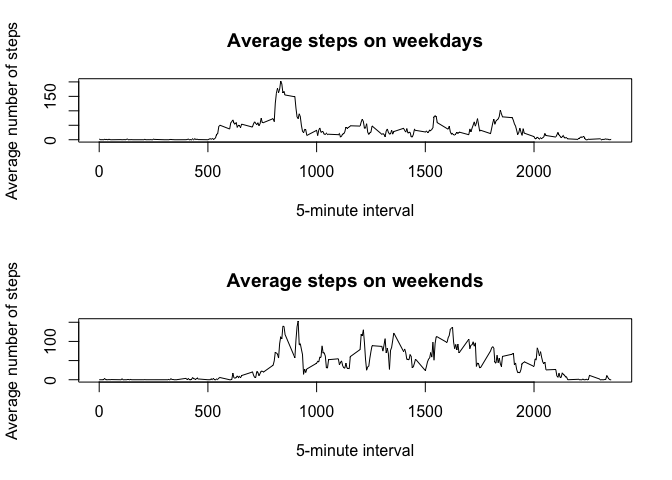 Average steps on weekdays
Average number of steps
150
0
0 500 1000 1500 2000
5-minute interval
Average steps on weekends
Average number of steps
100
0
0 500 1000 1500 2000
5-minute interval